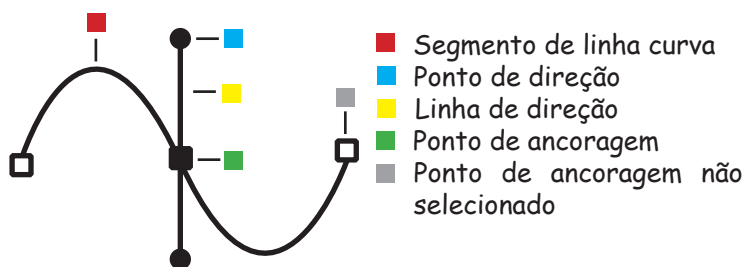 Segmento de linha curva
Ponto de direção
Linha de direção
Ponto de ancoragem
Ponto de ancoragem não
selecionado